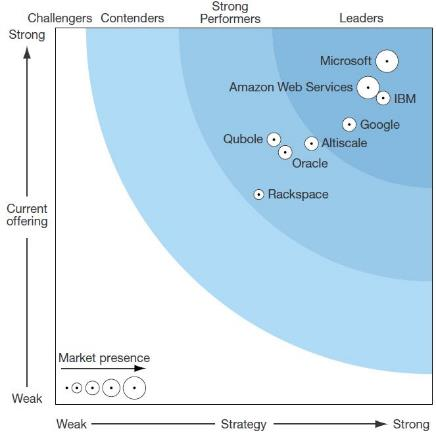 Challengers Contenders Strong Performers Leaders
Strong
Microsoft
Amazon Web Services
IBM
Google
Qubole
Altiscale
Oracle
Rackspace
Current
offering
Market presence
Weak
Weak Strategy Strong